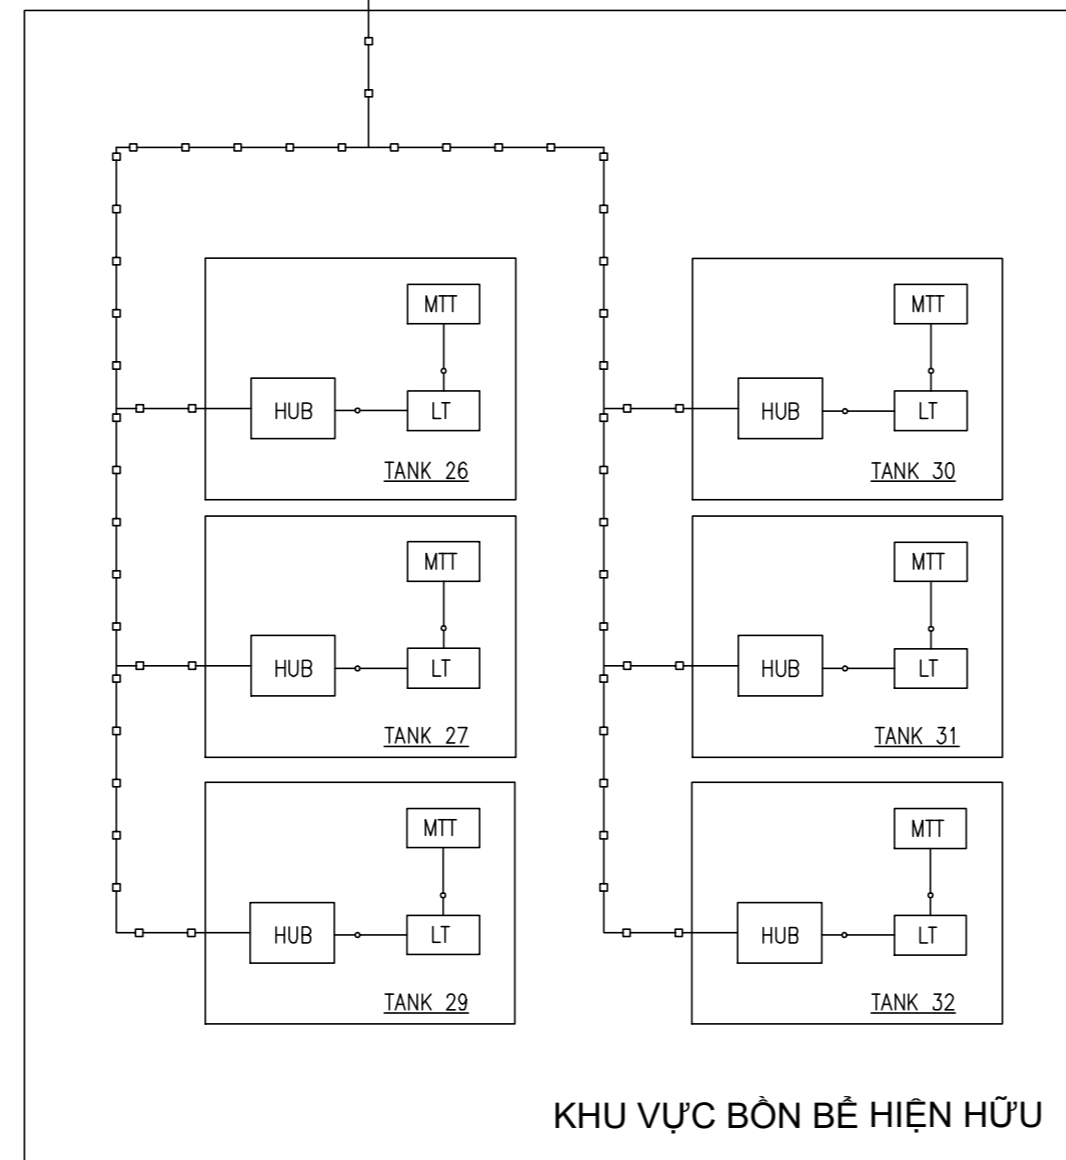 MTT
HUB
LT
TANK 26
MTT
HUB
LT
TANK 30
MTT
HUB
LT
TANK 27
MTT
HUB
LT
TANK 31
MTT
HUB
LT
TANK 29
MTT
HUB
LT
TANK 32
KHU VỰC BỒN BỂ HIỆN HỮU